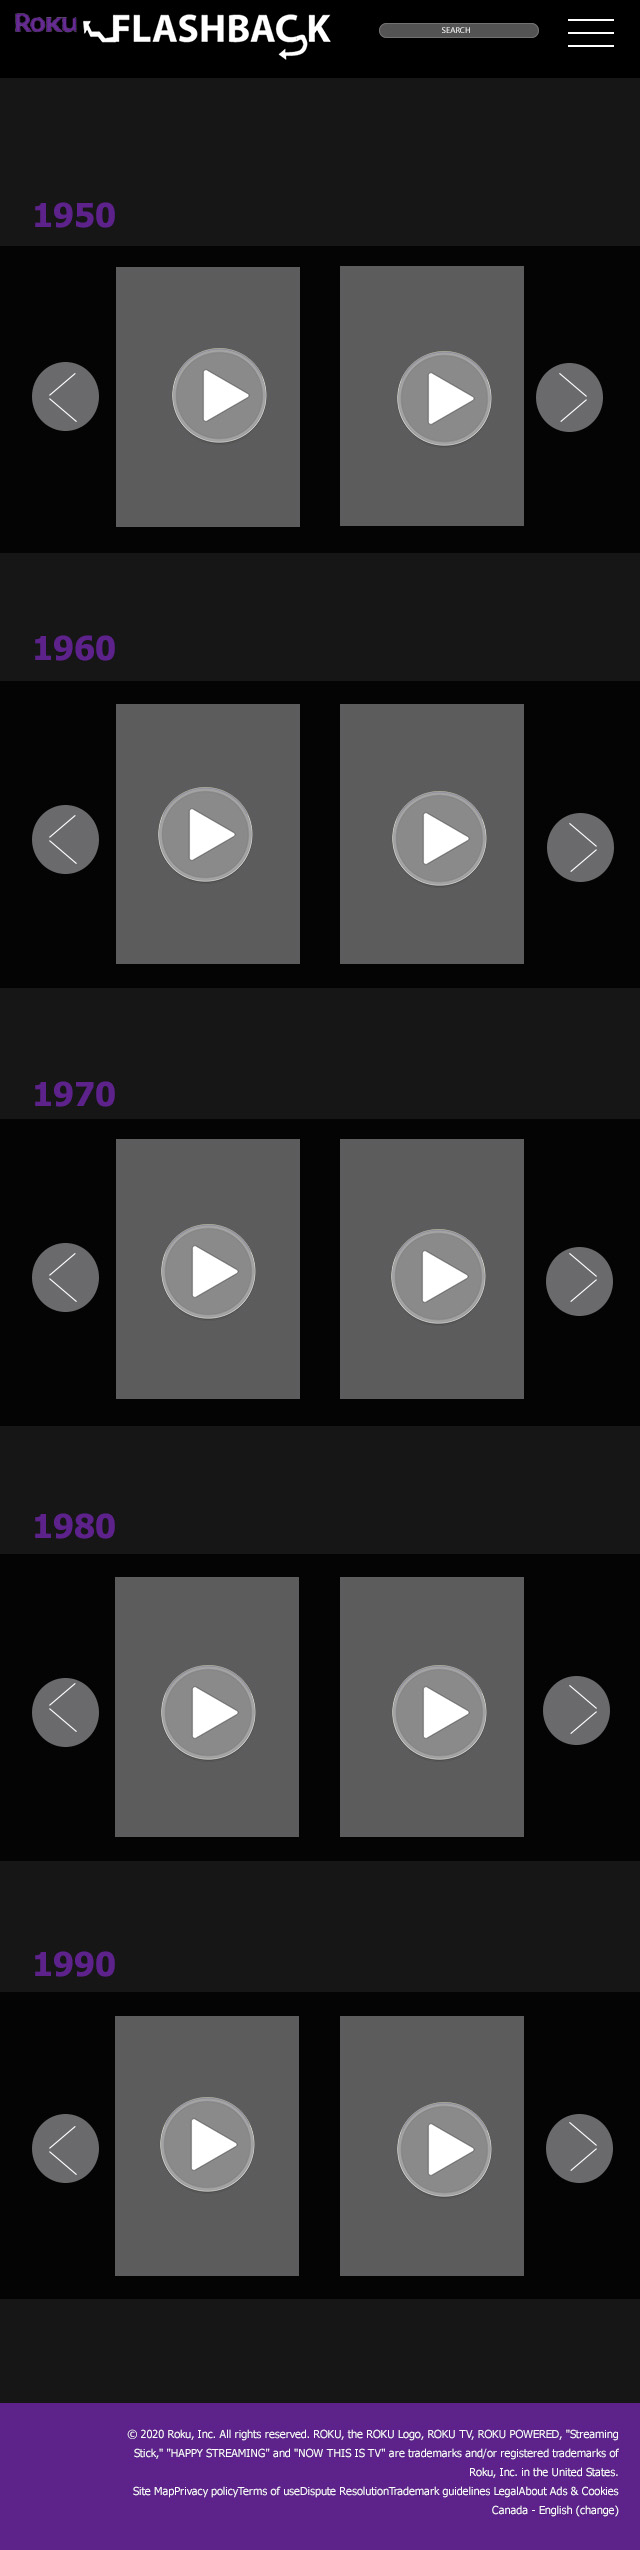 Roku FLASHBACK
SEARCH
1950
1960
1970
1980
1990
© 2020 Roku, Inc. All rights reserved. ROKU, the ROKU Logo, ROKU TV, ROKU POWERED, "Streaming
Stick," "HAPPY STREAMING" and "NOW THIS IS TV" are trademarks and/or registered trademarks of
Roku, Inc. in the United States.
Site MapPrivacy policyTerms of useDispute ResolutionTrademark guidelines LegalAbout Ads & Cookies
Canada - English (change)